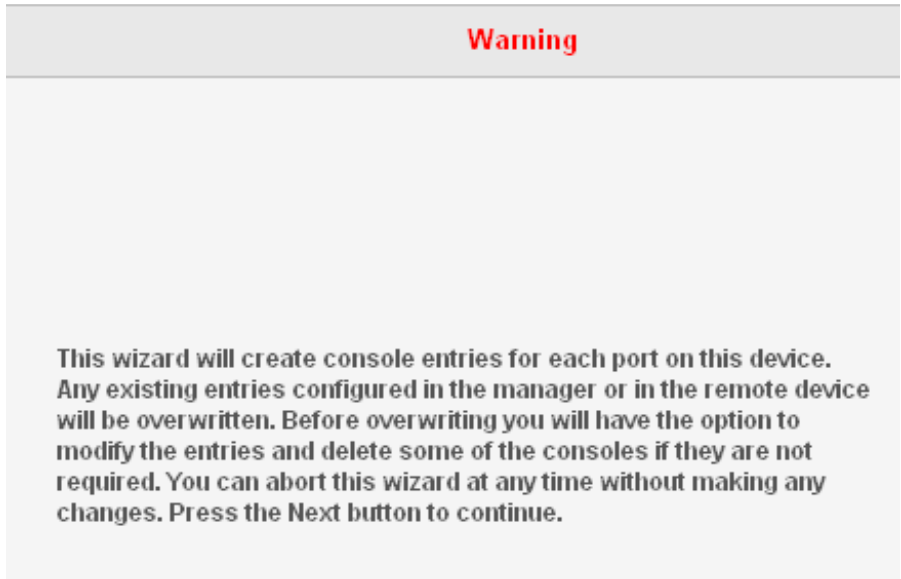 Warning
This wizard will create console entries for each port on this device.
Any existing entries configured in the manager or in the remote device
will be overwritten. Before overwriting you will have the option to
modify the entries and delete some of the consoles if they are not
required. You can abort this wizard at any time without making any
changes. Press the Next button to continue.